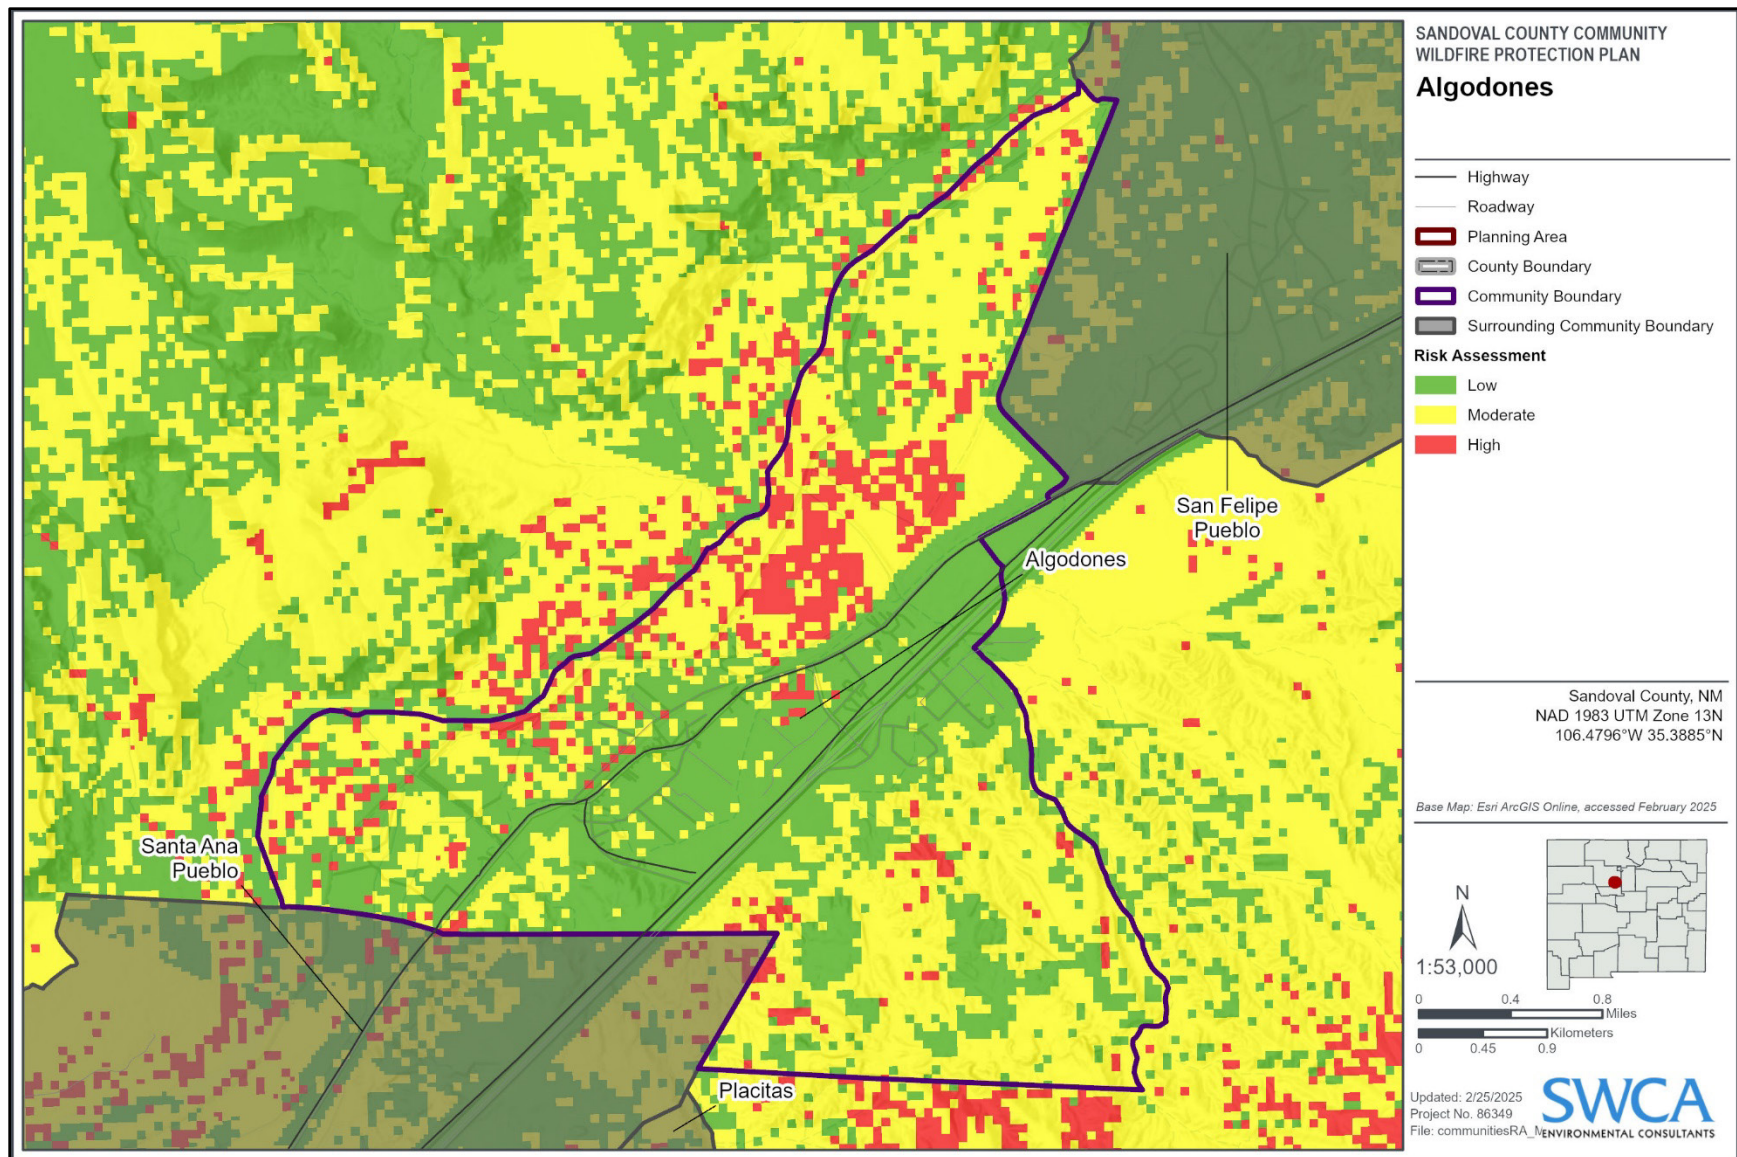 SANDOVAL COUNTY COMMUNITY
WILDFIRE PROTECTION PLAN
Algodones
Highway
Roadway
Planning Area
County Boundary
Community Boundary
Surrounding Community Boundary
Risk Assessment
Low
Moderate
High
San Felipe
Pueblo
Algodones
Santa Ana
Pueblo
Placitas
Sandoval County, NM
NAD 1983 UTM Zone 13N
106.4796°W 35.3885°N
Base Map: Esri ArcGIS Online, accessed February 2025
N
1:53,000
0 0.4 0.8
Miles
Kilometers
0 0.45 0.9
Updated: 2/25/2025
Project No. 86349
File: communitiesRA_M
SWCA
ENVIRONMENTAL CONSULTANTS